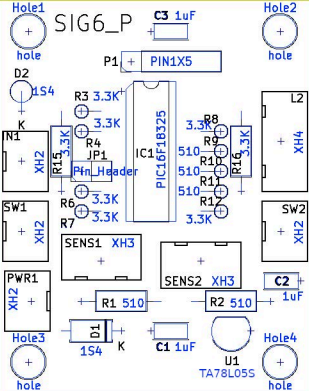 Hole1
SIG6_P
C3 1uF
Hole2
hole
hole
P1
PIN1X5
D2
1S4
K
R3
3.3K
3.3K
R4
N1
XH2
R15
3.3K
JP1
Pin_Header
IC1
PIC16F18325
R8
3.3K
R9
510
R10
510
R11
510
R12
3.3K
R16
3.3K
L2
XH4
3.3K
R6
3.3K
R7
SW1
XH2
SENS1 XH3
SENS2 XH3
SW2
XH2
PWR1
XH2
C2
1uF
R1 510
R2 510
Hole3
D1
1S4
K
C1 1uF
U1
TA78L05S
Hole4
hole
hole